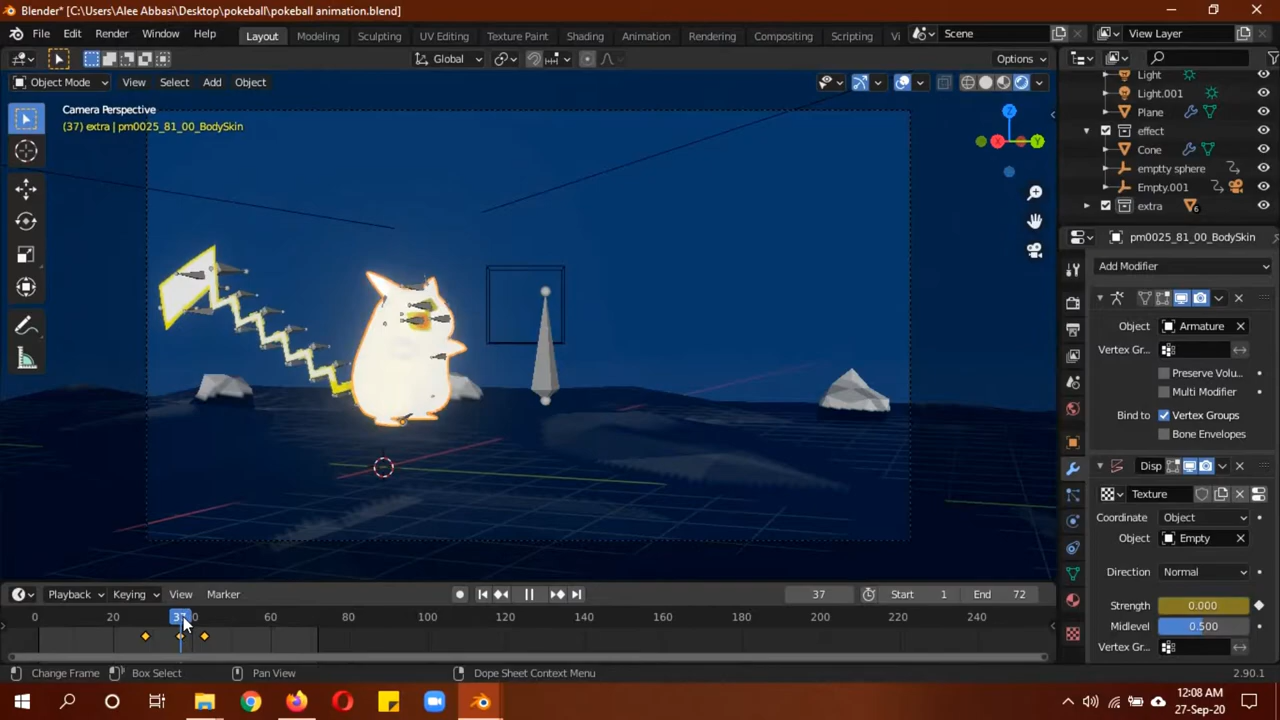 Blender* [C:\Users\Alee Abbasi\Desktop\pokeball\pokeball animation.blend]
File Edit Render Window Help Layout Modeling Sculpting UV Editing Texture Paint Shading Animation Rendering Compositing Scripting Vi Scene View Layer
Global Options
Object Mode View Select Add Object
Camera Perspective
(37) extra | pm0025_81_00_BodySkin
X
Y
Z
Light
Light.001
Plane
effect
Cone
emptty sphere
Empty.001
extra 6
pm0025_81_00_BodySkin
Add Modifier
Object Armature
Vertex Gr.
Preserve Volu...
Multi Modifier
Bind to Vertex Groups
Bone Envelopes
Disp
Texture
Coordinate Object
Object Empty
Direction Normal
Strength 0.000
Midlevel 0.500
Vertex Gr.
Playback Keying View Marker 37 Start 1 End 72
0 20 37 40 60 80 100 120 140 160 180 200 220 240
Change Frame Box Select Pan View Dope Sheet Context Menu 2.90.1
12:08 AM
27-Sep-20